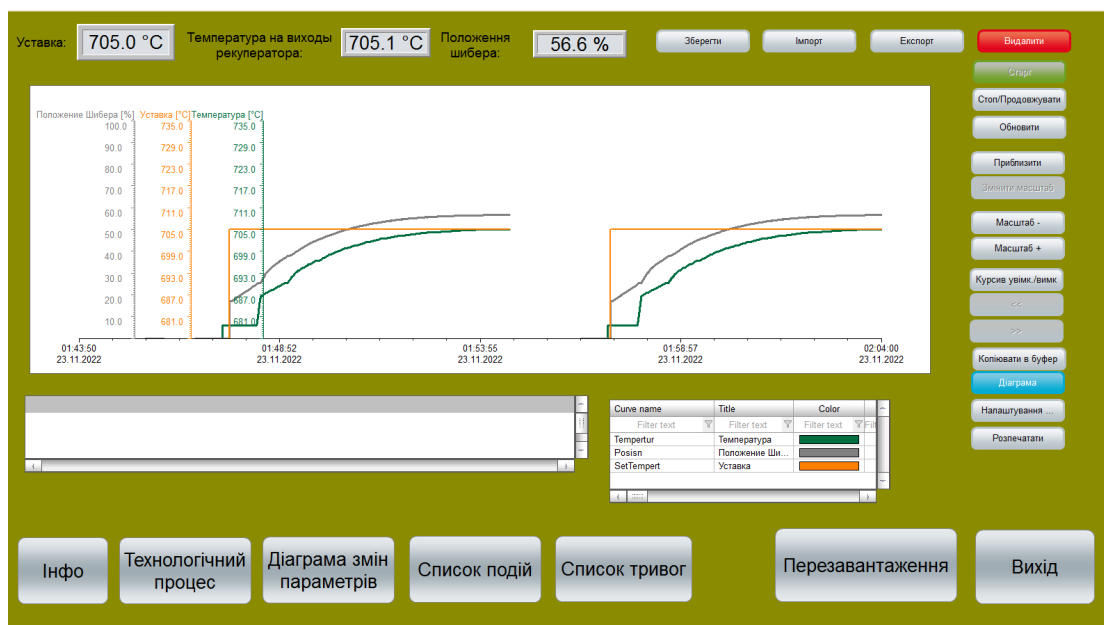 Уставка: 705.0 °C Температура на виходы 705.1 °C Положення 56.6 % Зберегти Імпорт Експорт Видалити
рекуператора: шибера:
Старт
Стоп/Продовжувати
Обновити
Приблизити
Змінити масштаб
Масштаб -
Масштаб +
Курсив увімк./вимк
<<
>>
Копіювати в буфер
Діаграма
Налаштування ...
Розпечатати
Положение Шибера [%] Уставка [°C] Температура [°C]
100.0 735.0 735.0
90.0 729.0 729.0
80.0 723.0 723.0
70.0 717.0 717.0
60.0 711.0 711.0
50.0 705.0 705.0
40.0 699.0 699.0
30.0 693.0 693.0
20.0 687.0 687.0
10.0 681.0 681.0
01:43:50 01:48:52 01:53:55 01:58:57 02:04:00
23.11.2022 23.11.2022 23.11.2022 23.11.2022 23.11.2022
Curve name Title Color
Filter text Filter text Filter text Filt
Tempertur Температура
Posisn Положение Ши...
SetTempert Уставка
Інфо Технологічний процес Діаграма змін параметрів Список подій Список тривог Перезавантаження Вихід